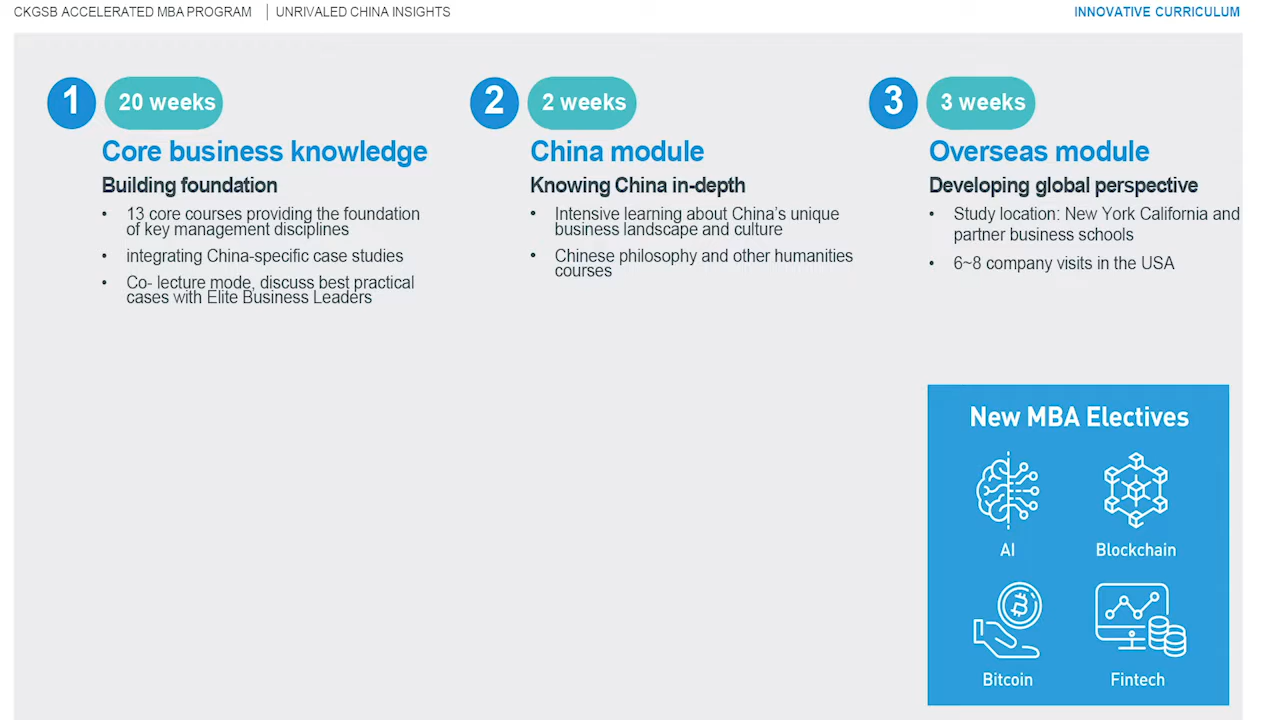 CKGSB ACCELERATED MBA PROGRAM | UNRIVALED CHINA INSIGHTS
INNOVATIVE CURRICULUM
1 20 weeks
Core business knowledge
Building foundation
• 13 core courses providing the foundation
of key management disciplines
• integrating China-specific case studies
• Co- lecture mode, discuss best practical
cases with Elite Business Leaders
2 2 weeks
China module
Knowing China in-depth
• Intensive learning about China's unique
business landscape and culture
• Chinese philosophy and other humanities
courses
3 3 weeks
Overseas module
Developing global perspective
• Study location: New York California and
partner business schools
• 6~8 company visits in the USA
New MBA Electives
AI
Blockchain
Bitcoin
Fintech